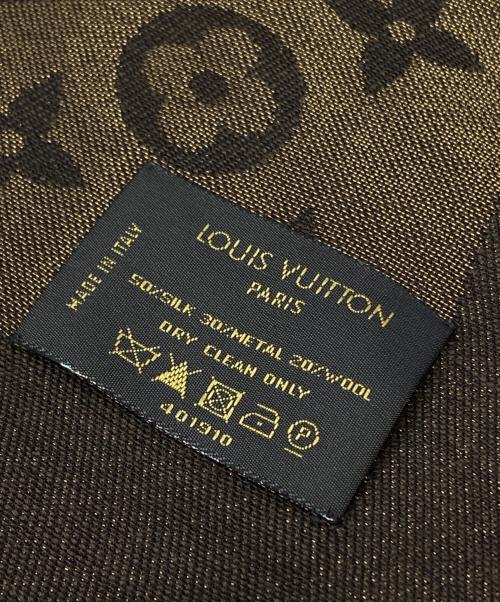 LOUIS VUITTON
PARIS
MADE IN ITALY
50%SILK 30%METAL 20%WOOL
DRY CLEAN ONLY
P
401910